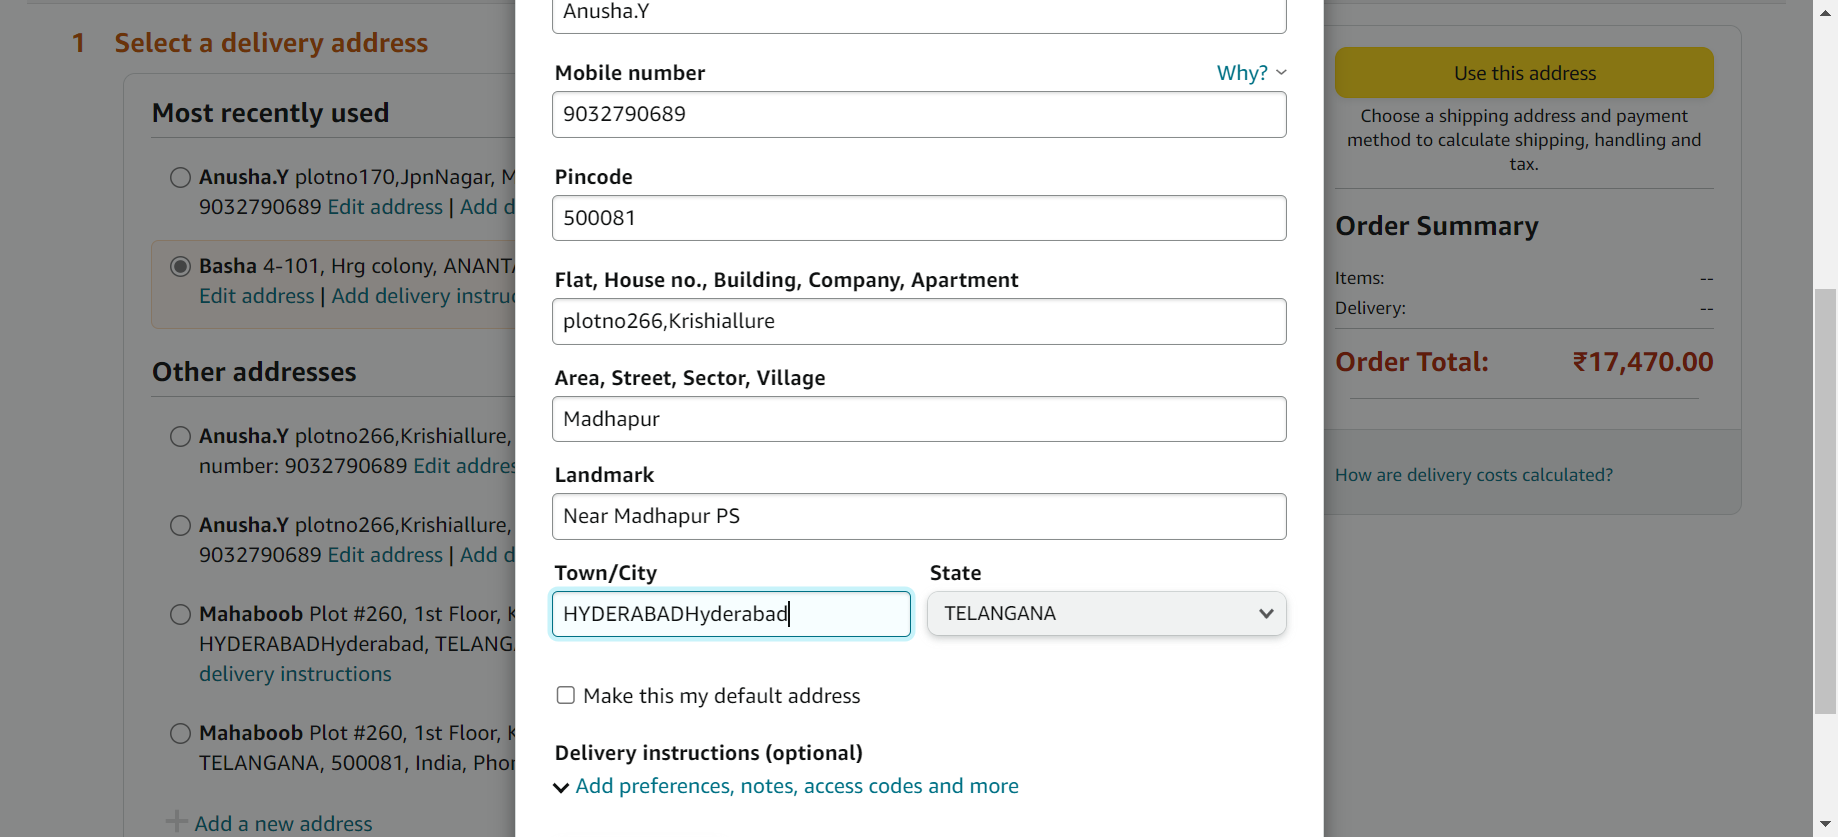 1 Select a delivery address
Most recently used
Anusha.Y plotno170,JpnNagar,
9032790689 Edit address | Add
Basha 4-101, Hrg colony,
Edit address | Add delivery
Other addresses
Anusha.Y plotno266,Krishiallure,
number: 9032790689 Edit
Anusha.Y plotno266,Krishiallure,
9032790689 Edit address | Add
Mahaboob Plot #260, 1st Floor,
HYDERABADHyderabad,
delivery instructions
Mahaboob Plot #260, 1st Floor,
TELANGANA, 500081, India,
Add a new address
Anusha.Y
Mobile number
Why?
9032790689
Pincode
500081
Flat, House no., Building, Company, Apartment
plotno266,Krishiallure
Area, Street, Sector, Village
Madhapur
Landmark
Near Madhapur PS
Town/City
State
HYDERABADHyderabad
TELANGANA
Make this my default address
Delivery instructions (optional)
Add preferences, notes, access codes and more
Use this address
Choose a shipping address and payment
method to calculate shipping, handling and
tax.
Order Summary
Items: --
Delivery: --
Order Total: ₹17,470.00
How are delivery costs calculated?